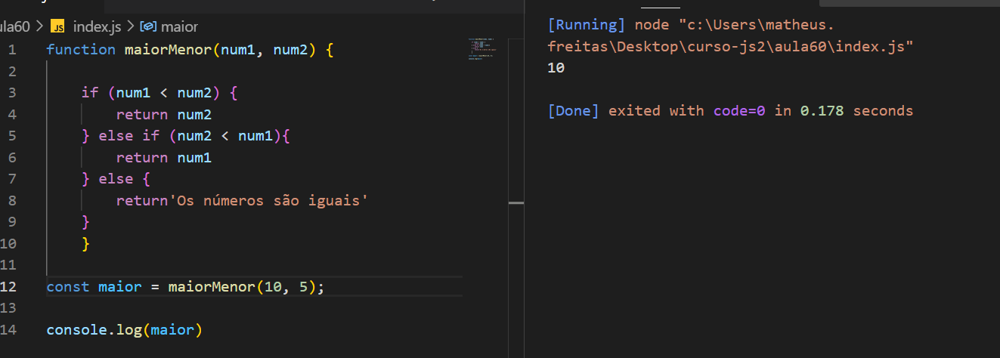 ula60 > JS index.js > maior
1 function maiorMenor(num1, num2) {
2
3 if (num1 < num2) {
4 return num2
5 } else if (num2 < num1){
6 return num1
7 } else {
8 return'Os números são iguais'
9 }
10 }
11
12 const maior = maiorMenor(10, 5);
13
14 console.log(maior)
[Running] node "c:\Users\matheus.
freitas\Desktop\curso-js2\aula60\index.js"
10
[Done] exited with code=0 in 0.178 seconds